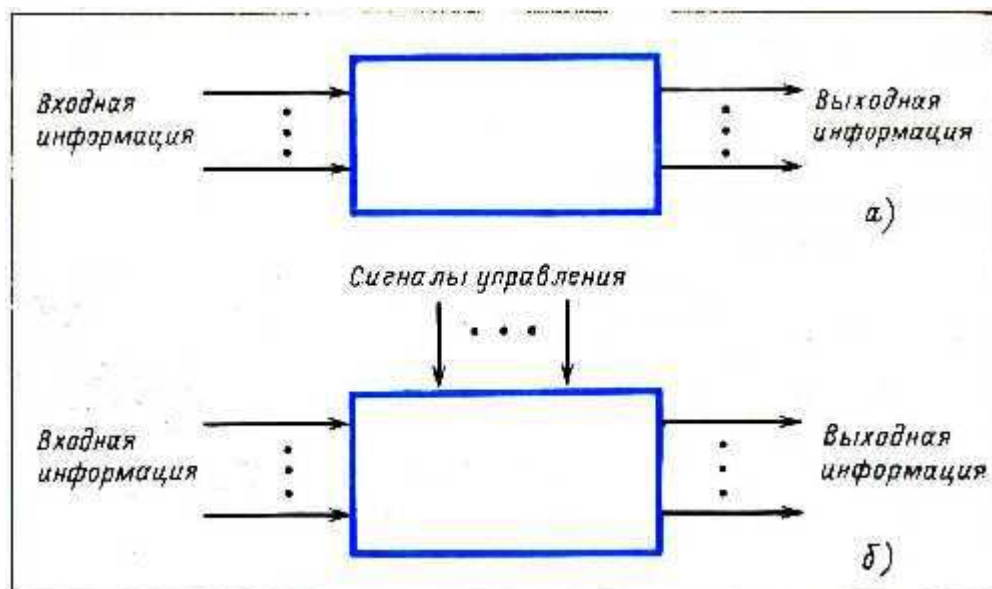 Входная
информация
Выходная
информация
а)
Сигналы управления
Входная
информация
Выходная
информация
б)